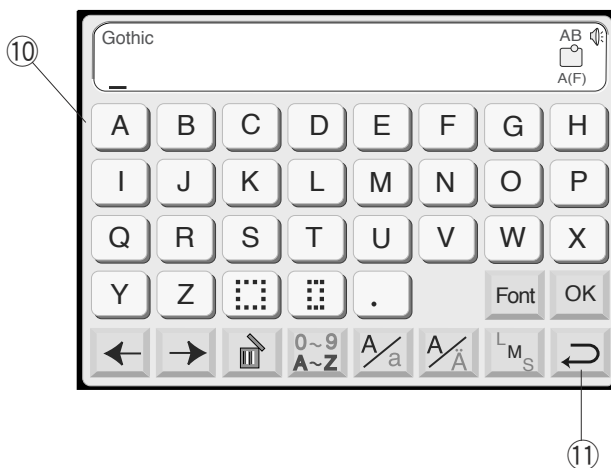 Gothic
AB
A(F)
⑩
A B C D E F G H
I J K L M N O P
Q R S T U V W X
Y Z . Font OK
0~9
A~Z
A/a
A/Ä
L M S
⑪